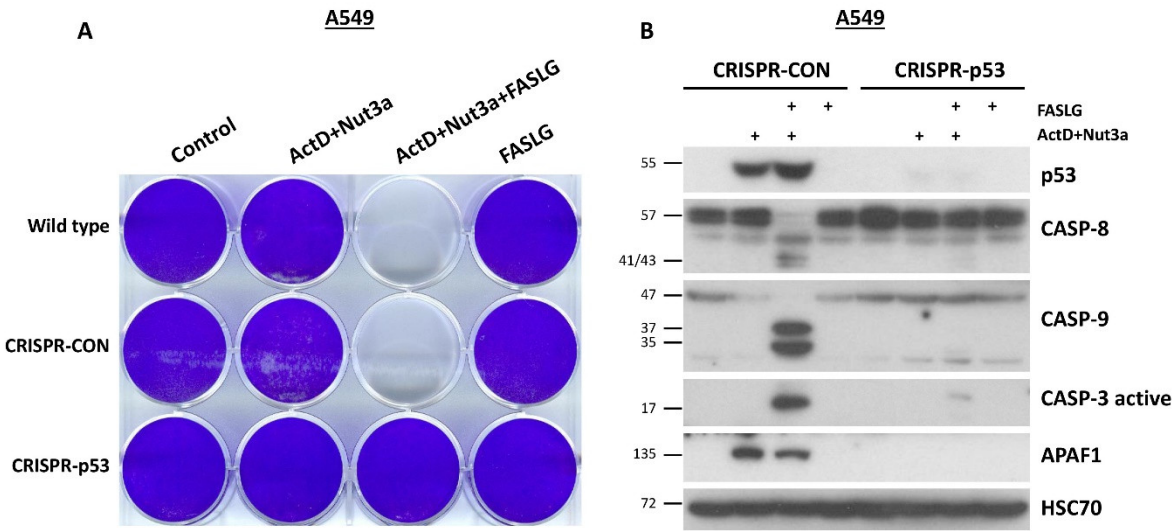 A
A549
Control
ActD+Nut3a
ActD+Nut3a+FASLG
FASLG
Wild type
CRISPR-CON
CRISPR-p53
B
A549
CRISPR-CON CRISPR-p53
+ + + + FASLG
+ + + + ActD+Nut3a
55 p53
57 CASP-8
41/43
47 CASP-9
37
35
17 CASP-3 active
135 APAF1
72 HSC70